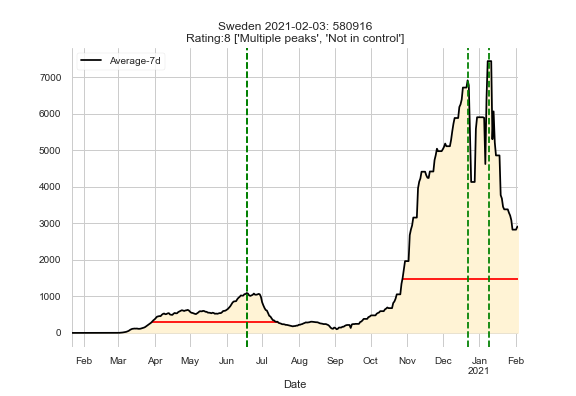 Sweden 2021-02-03: 580916
Rating:8 ['Multiple peaks', 'Not in control']
Average-7d
7000
6000
5000
4000
3000
2000
1000
0
Feb Mar Apr May Jun Jul Aug Sep Oct Nov Dec Jan Feb
2021
Date